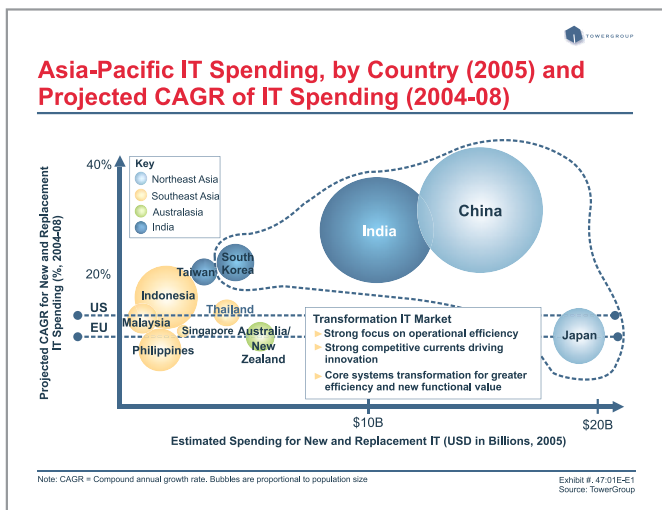 TOWERGROUP
Asia-Pacific IT Spending, by Country (2005) and
Projected CAGR of IT Spending (2004-08)
Projected CAGR for New and Replacement
IT Spending (%, 2004-08)
40%
20%
US
EU
Key
Northeast Asia
Southeast Asia
Australasia
India
China
India
South
Korea
Taiwan
Indonesia
Thailand
Malaysia
Singapore
Australia/
New
Zealand
Philippines
Japan
Transformation IT Market
Strong focus on operational efficiency
Strong competitive currents driving
innovation
Core systems transformation for greater
efficiency and new functional value
$10B
$20B
Estimated Spending for New and Replacement IT (USD in Billions, 2005)
Note: CAGR = Compound annual growth rate. Bubbles are proportional to population size
Exhibit #. 47:01E-E1
Source: TowerGroup